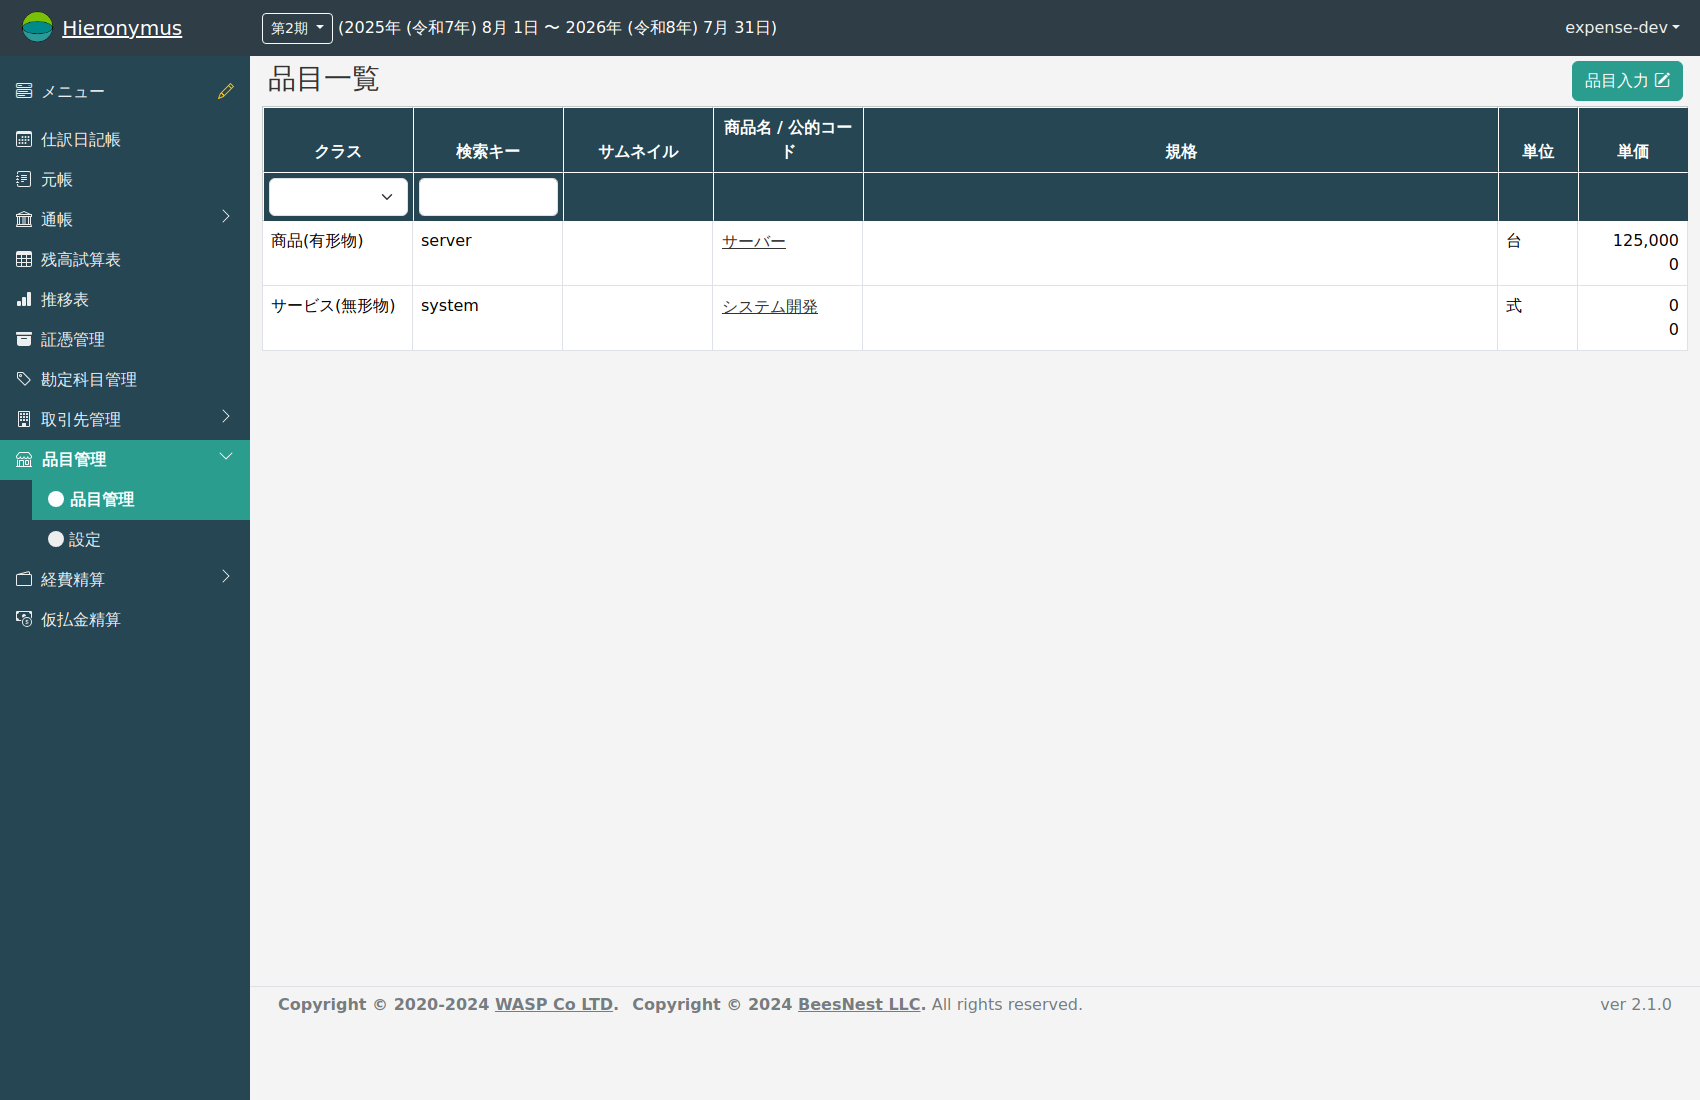 Hieronymus
第2期 (2025年 (令和7年) 8月 1日 〜 2026年 (令和8年) 7月 31日)
expense-dev
メニュー
仕訳日記帳
元帳
通帳
残高試算表
推移表
証憑管理
勘定科目管理
取引先管理
品目管理
品目管理
設定
経費精算
仮払金精算
品目一覧
品目入力
クラス 検索キー サムネイル 商品名 / 公的コー
ド 規格 単位 単価
商品(有形物) server サーバー 台 125,000
0
サービス(無形物) system システム開発 式 0
0
Copyright © 2020-2024 WASP Co LTD. Copyright © 2024 BeesNest LLC. All rights reserved.
ver 2.1.0